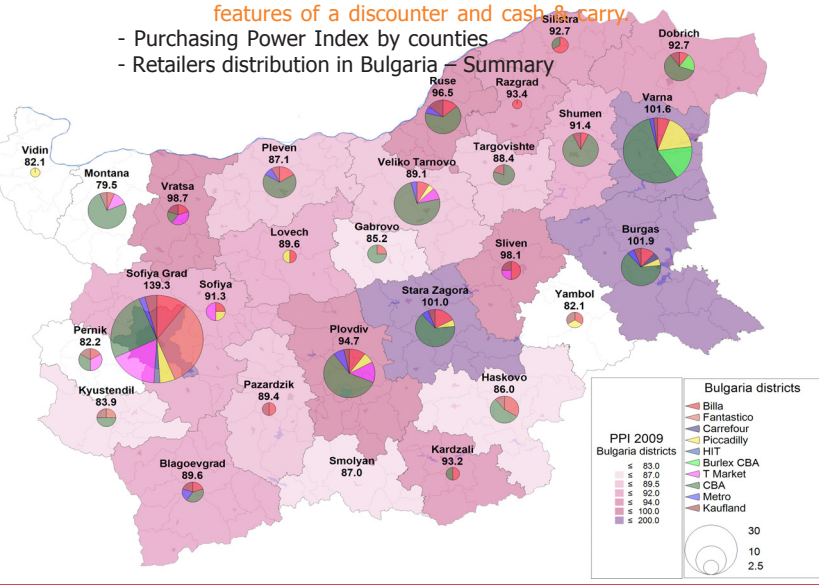 features of a discounter and cash & carry.
- Purchasing Power Index by counties
- Retailers distribution in Bulgaria – Summary
Silistra
92.7
Dobrich
92.7
Ruse
96.5
Razgrad
93.4
Varna
101.6
Shumen
91.4
Vidin
82.1
Montana
79.5
Vratsa
98.7
Pleven
87.1
Veliko Tarnovo
89.1
Targovishte
88.4
Lovech
89.6
Gabrovo
85.2
Sliven
98.1
Burgas
101.9
Sofiya Grad
139.3
Sofiya
91.3
Stara Zagora
101.0
Yambol
82.1
Pernik
82.2
Plovdiv
94.7
Kyustendil
83.9
Pazardzik
89.4
Haskovo
86.0
Blagoevgrad
89.6
Smolyan
87.0
Kardzali
93.2
PPI 2009
Bulgaria districts
≤ 83.0
≤ 87.0
≤ 89.5
≤ 92.0
≤ 94.0
≤ 100.0
≤ 200.0
Bulgaria districts
Billa
Fantastico
Carrefour
Piccadilly
HIT
Burlex CBA
T Market
CBA
Metro
Kaufland
30
10
2.5